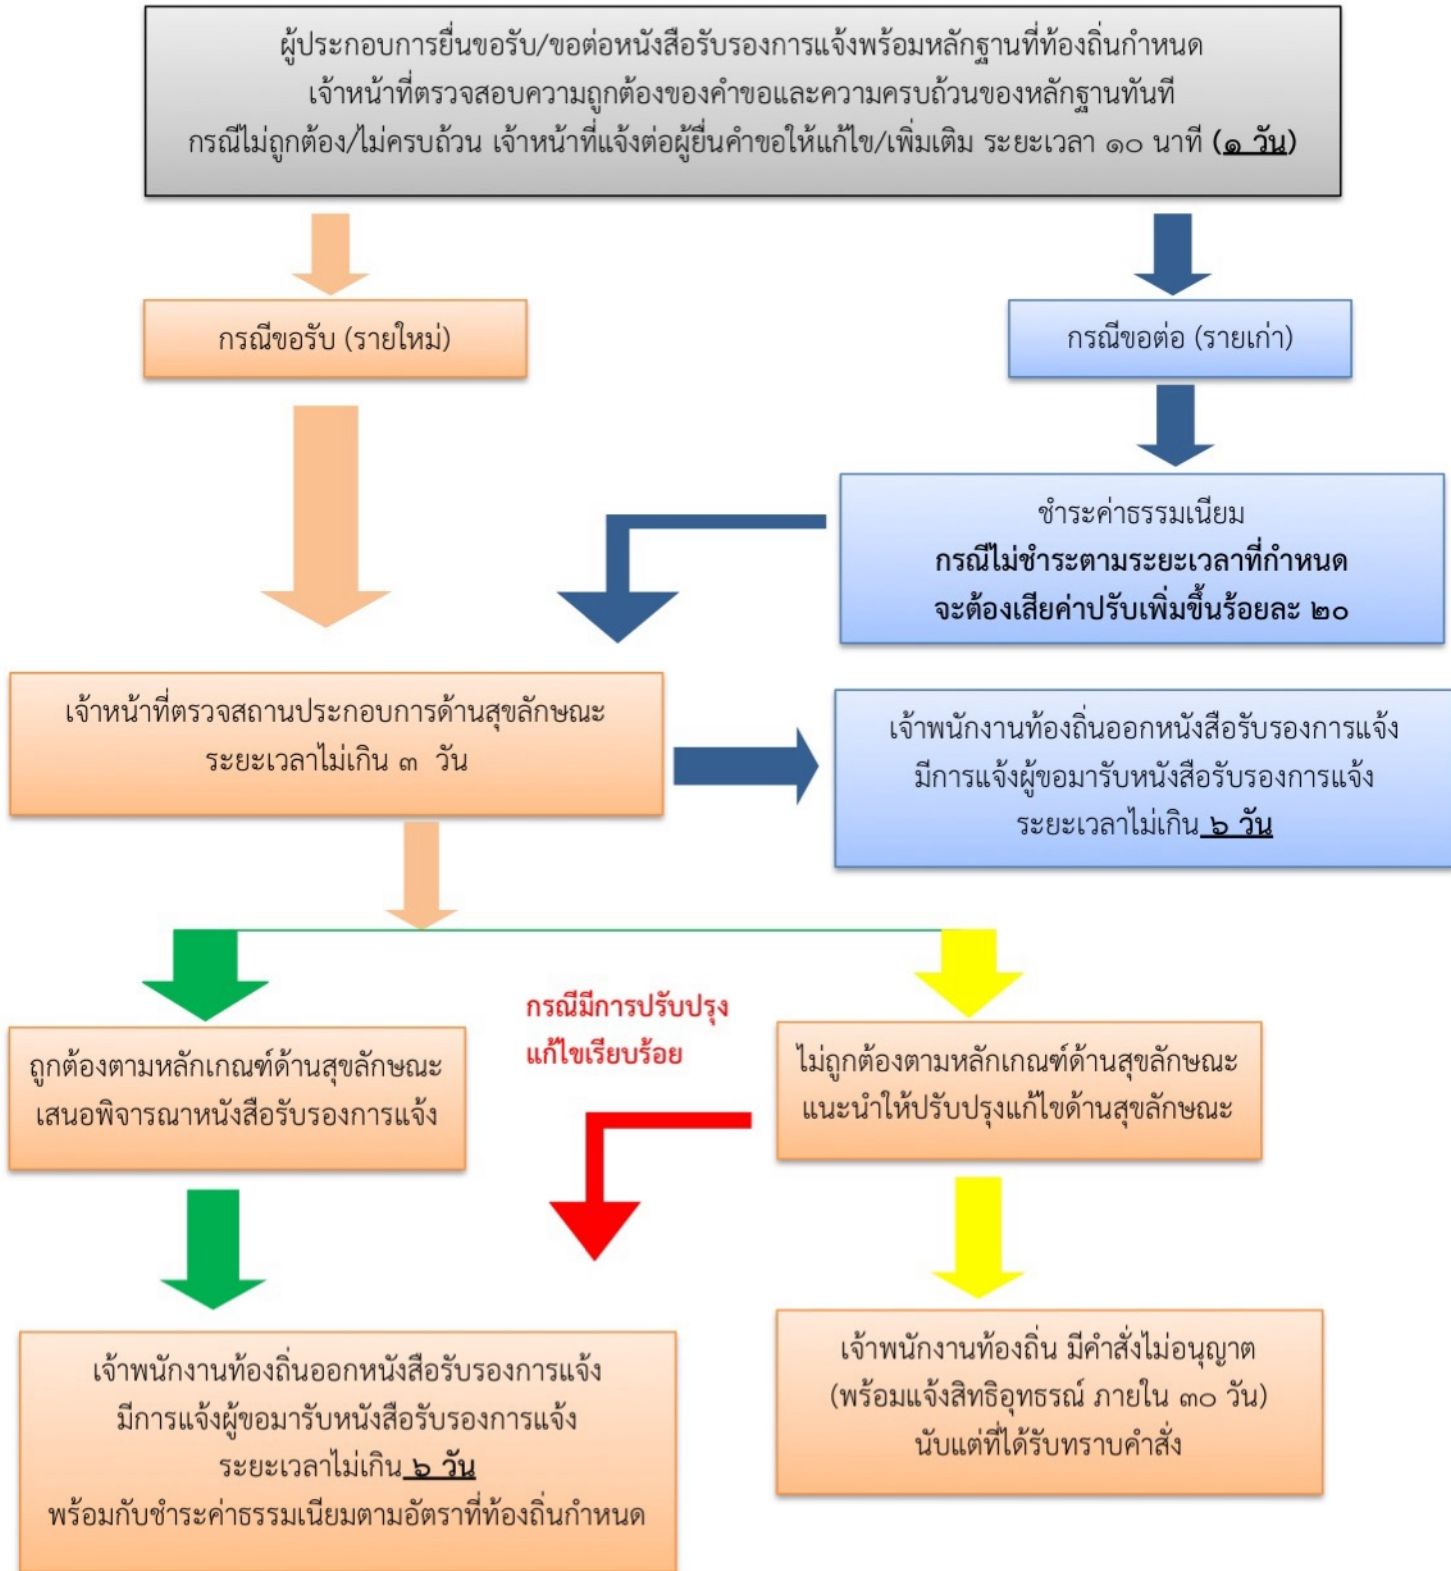 ผู้ประกอบการยื่นขอรับ/ขอต่อหนังสือรับรองการแจ้งพร้อมหลักฐานที่ท้องถิ่นกำหนด
เจ้าหน้าที่ตรวจสอบความถูกต้องของคำขอและความครบถ้วนของหลักฐานทันที
กรณีไม่ถูกต้อง/ไม่ครบถ้วน เจ้าหน้าที่แจ้งต่อผู้ยื่นคำขอให้แก้ไข/เพิ่มเติม ระยะเวลา ๑๐ นาที (๑ วัน)
กรณีขอรับ (รายใหม่)
กรณีขอต่อ (รายเก่า)
ชำระค่าธรรมเนียม
กรณีไม่ชำระตามระยะเวลาที่กำหนด
จะต้องเสียค่าปรับเพิ่มขึ้นร้อยละ ๒๐
เจ้าหน้าที่ตรวจสถานประกอบการด้านสุขลักษณะ
ระยะเวลาไม่เกิน ๓ วัน
เจ้าพนักงานท้องถิ่นออกหนังสือรับรองการแจ้ง
มีการแจ้งผู้ขอมารับหนังสือรับรองการแจ้ง
ระยะเวลาไม่เกิน ๖ วัน
กรณีมีการปรับปรุง
แก้ไขเรียบร้อย
ถูกต้องตามหลักเกณฑ์ด้านสุขลักษณะ
เสนอพิจารณาหนังสือรับรองการแจ้ง
ไม่ถูกต้องตามหลักเกณฑ์ด้านสุขลักษณะ
แนะนำให้ปรับปรุงแก้ไขด้านสุขลักษณะ
เจ้าพนักงานท้องถิ่นออกหนังสือรับรองการแจ้ง
มีการแจ้งผู้ขอมารับหนังสือรับรองการแจ้ง
ระยะเวลาไม่เกิน ๖ วัน
พร้อมกับชำระค่าธรรมเนียมตามอัตราที่ท้องถิ่นกำหนด
เจ้าพนักงานท้องถิ่น มีคำสั่งไม่อนุญาต
(พร้อมแจ้งสิทธิอุทธรณ์ ภายใน ๓๐ วัน)
นับแต่ที่ได้รับทราบคำสั่ง